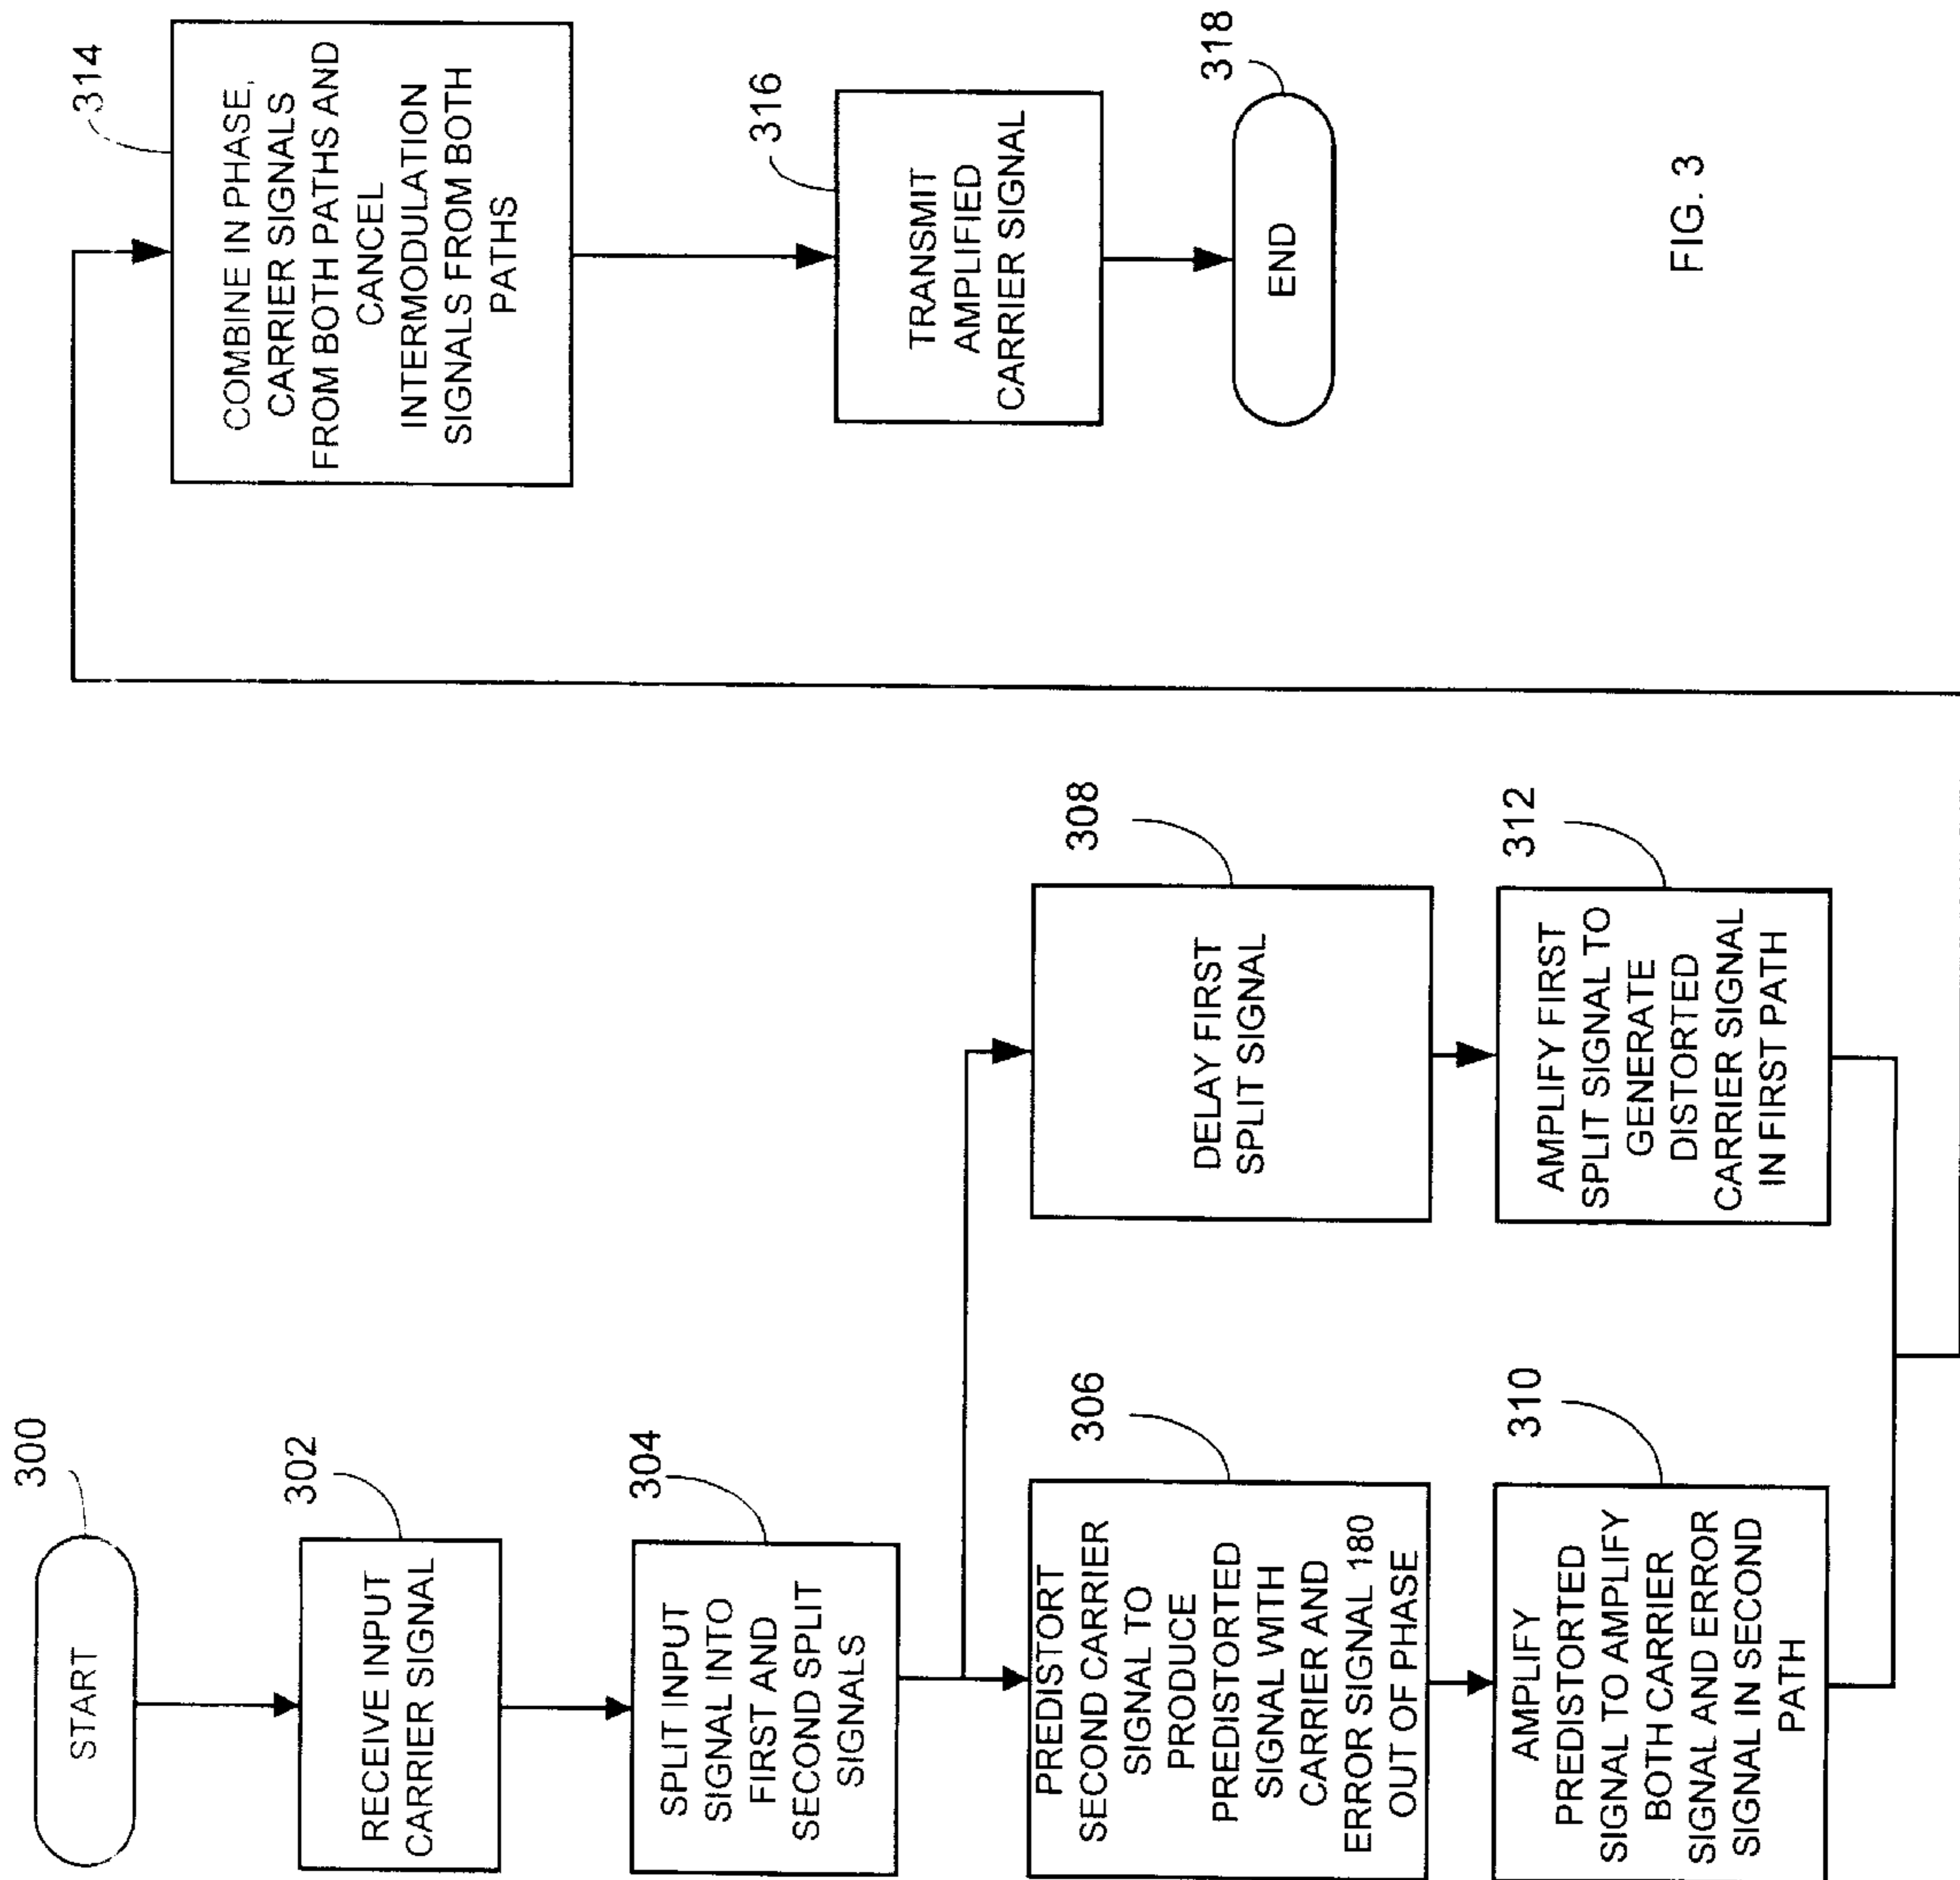 300
START
302
RECEIVE INPUT
CARRIER SIGNAL
304
SPLIT INPUT
SIGNAL INTO
FIRST AND
SECOND SPLIT
SIGNALS
306
PREDISTORT
SECOND CARRIER
SIGNAL TO
PRODUCE
PREDISTORTED
SIGNAL WITH
CARRIER AND
ERROR SIGNAL 180
OUT OF PHASE
308
DELAY FIRST
SPLIT SIGNAL
310
AMPLIFY
PREDISTORTED
SIGNAL TO AMPLIFY
BOTH CARRIER
SIGNAL AND ERROR
SIGNAL IN SECOND
PATH
312
AMPLIFY FIRST
SPLIT SIGNAL TO
GENERATE
DISTORTED
CARRIER SIGNAL
IN FIRST PATH
314
COMBINE IN PHASE,
CARRIER SIGNALS
FROM BOTH PATHS AND
CANCEL
INTERMODULATION
SIGNALS FROM BOTH
PATHS
316
TRANSMIT
AMPLIFIED
CARRIER SIGNAL
318
END
FIG. 3